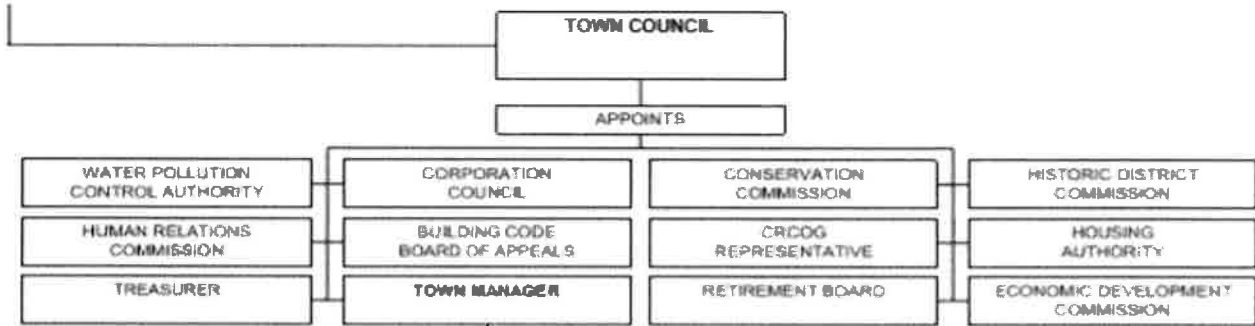 TOWN COUNCIL
APPOINTS
WATER POLLUTION
CONTROL AUTHORITY
CORPORATION
COUNCIL
CONSERVATION
COMMISSION
HISTORIC DISTRICT
COMMISSION
HUMAN RELATIONS
COMMISSION
BUILDING CODE
BOARD OF APPEALS
CRCOG
REPRESENTATIVE
HOUSING
AUTHORITY
TREASURER
TOWN MANAGER
RETIREMENT BOARD
ECONOMIC DEVELOPMENT
COMMISSION